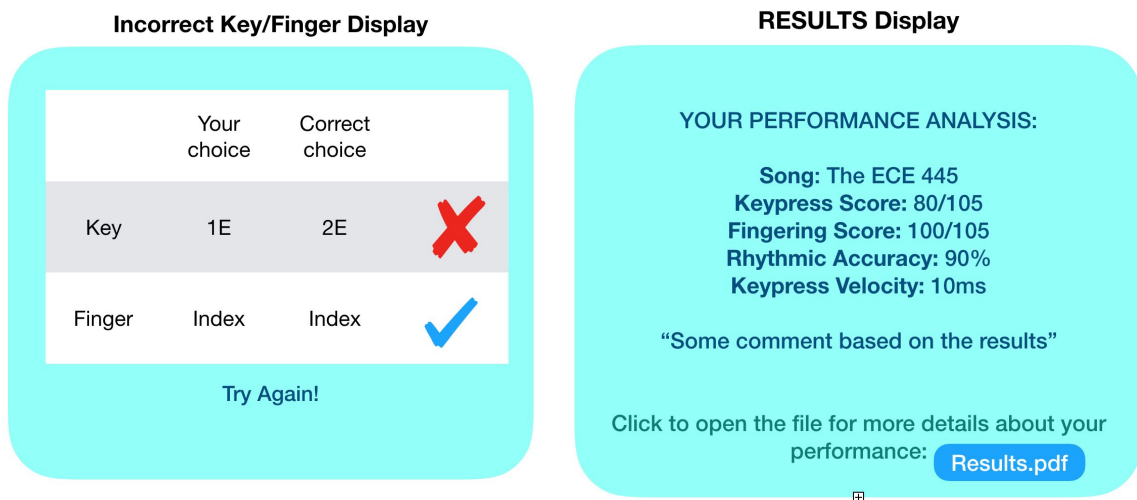 Incorrect Key/Finger Display
Your choice Correct choice
Key 1E 2E
Finger Index Index
Try Again!
RESULTS Display
YOUR PERFORMANCE ANALYSIS:
Song: The ECE 445
Keypress Score: 80/105
Fingering Score: 100/105
Rhythmic Accuracy: 90%
Keypress Velocity: 10ms
“Some comment based on the results”
Click to open the file for more details about your
performance: Results.pdf